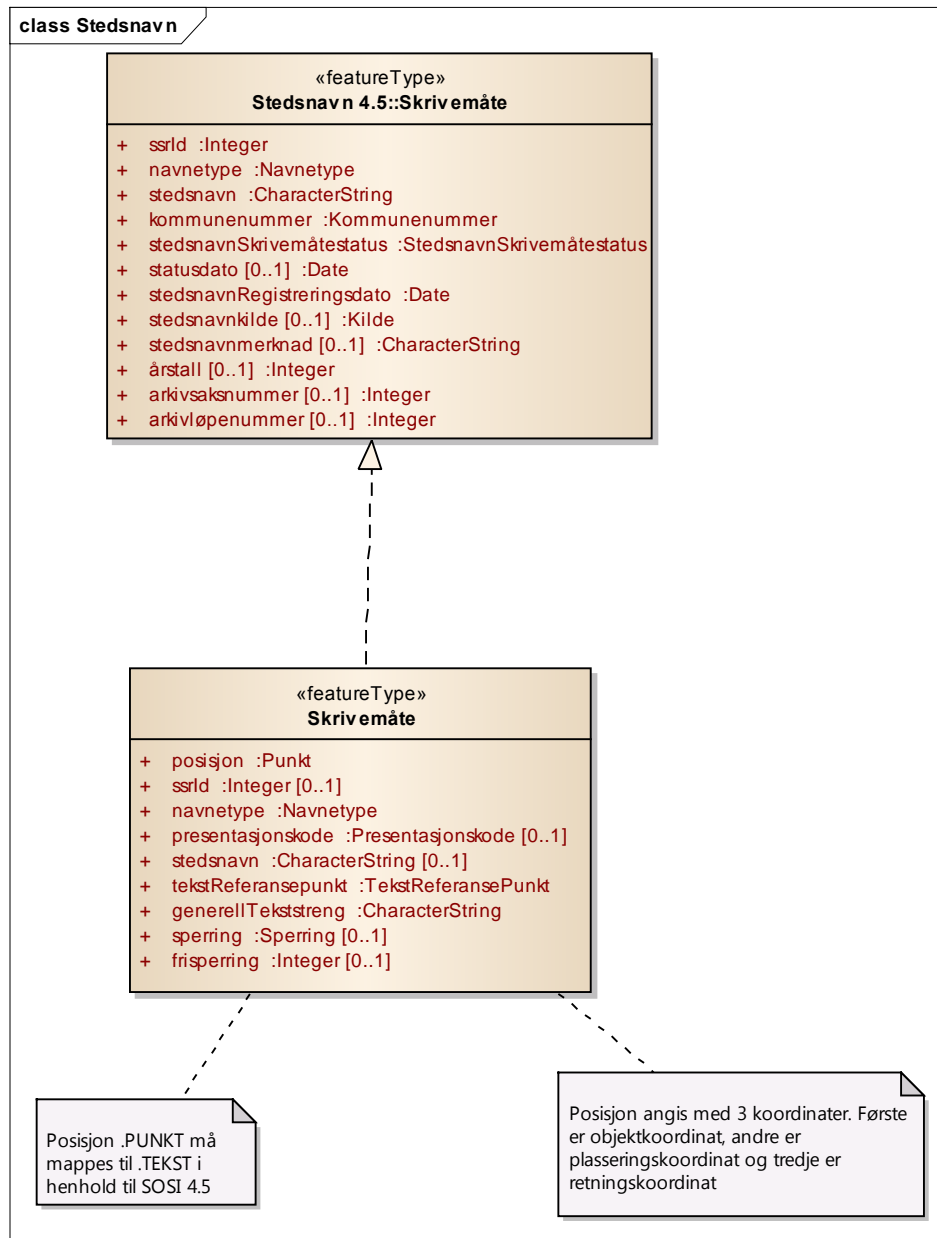 class Stedsnavn
«featureType»
Stedsnavn 4.5::Skrivemåte
+ ssrId :Integer
+ navnetype :Navnetype
+ stedsnavn :CharacterString
+ kommunenummer :Kommunenummer
+ stedsnavnSkrivemåtestatus :StedsnavnSkrivemåtestatus
+ statusdato [0..1] :Date
+ stedsnavnRegistreringsdato :Date
+ stedsnavnkilde [0..1] :Kilde
+ stedsnavnmerknad [0..1] :CharacterString
+ årstall [0..1] :Integer
+ arkivsaksnummer [0..1] :Integer
+ arkivløpenummer [0..1] :Integer
«featureType»
Skrivemåte
+ posisjon :Punkt
+ ssrId :Integer [0..1]
+ navnetype :Navnetype
+ presentasjonskode :Presentasjonskode [0..1]
+ stedsnavn :CharacterString [0..1]
+ tekstReferansepunkt :TekstReferansePunkt
+ generellTekststreng :CharacterString
+ sperring :Sperring [0..1]
+ frisperring :Integer [0..1]
Posisjon .PUNKT må
mappes til .TEKST i
henhold til SOSI 4.5
Posisjon angis med 3 koordinater. Første
er objektkoordinat, andre er
plasseringskoordinat og tredje er
retningskoordinat